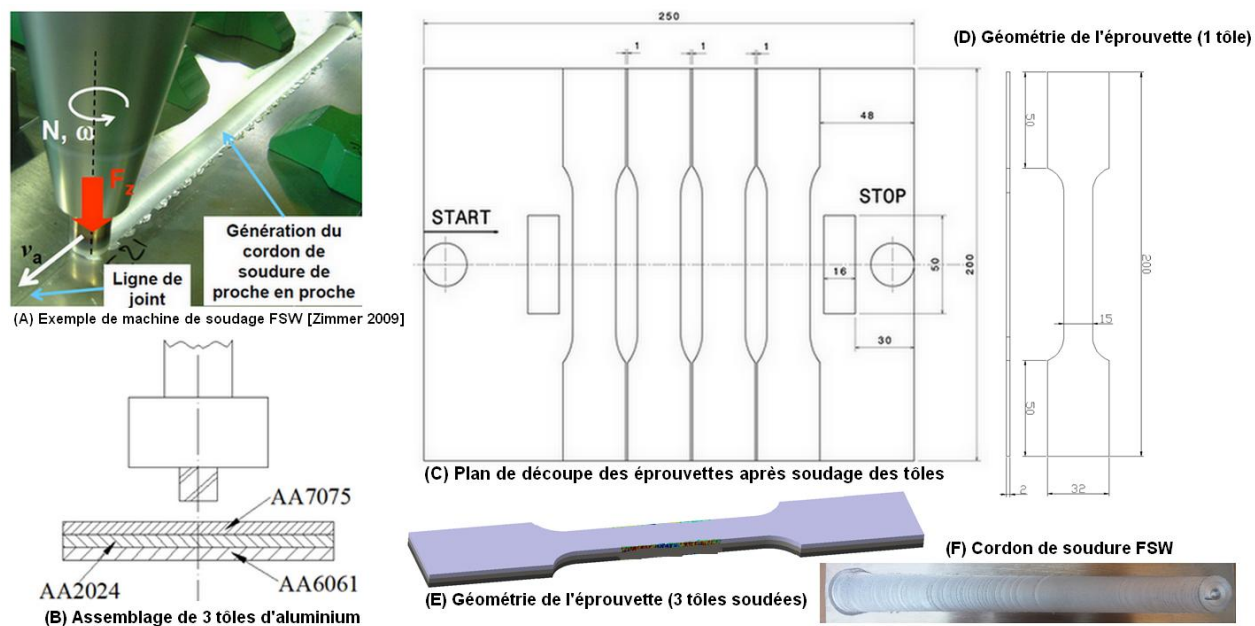 N, ω
Fz
va
Génération du
cordon de
soudure de
proche en proche
Ligne de
joint
(A) Exemple de machine de soudage FSW [Zimmer 2009]
AA7075
AA2024
AA6061
(B) Assemblage de 3 tôles d'aluminium
250
1
1
1
48
START
STOP
16
50
200
30
(C) Plan de découpe des éprouvettes après soudage des tôles
(D) Géométrie de l'éprouvette (1 tôle)
50
15
200
50
2
32
(E) Géométrie de l'éprouvette (3 tôles soudées)
(F) Cordon de soudure FSW